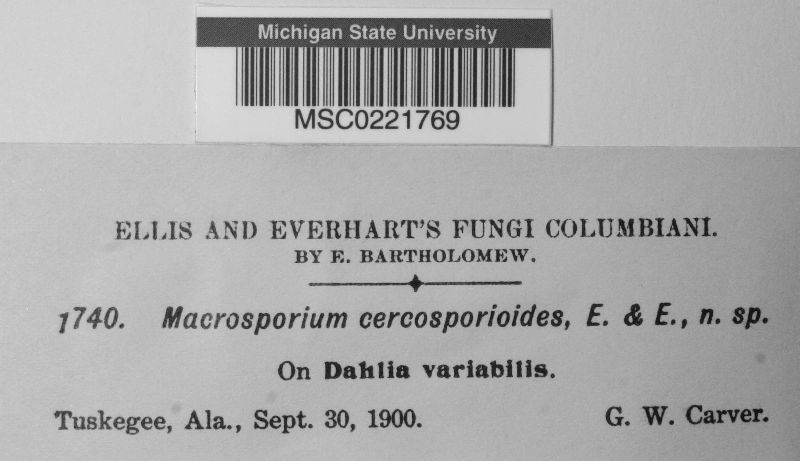 Michigan State University
MSC0221769
ELLIS AND EVERHART'S FUNGI COLUMBIANI.
BY E. BARTHOLOMEW.
1740. Macrosporium cercosporioides, E. & E., n. sp.
On Dahlia variabilis.
Tuskegee, Ala., Sept. 30, 1900. G. W. Carver.